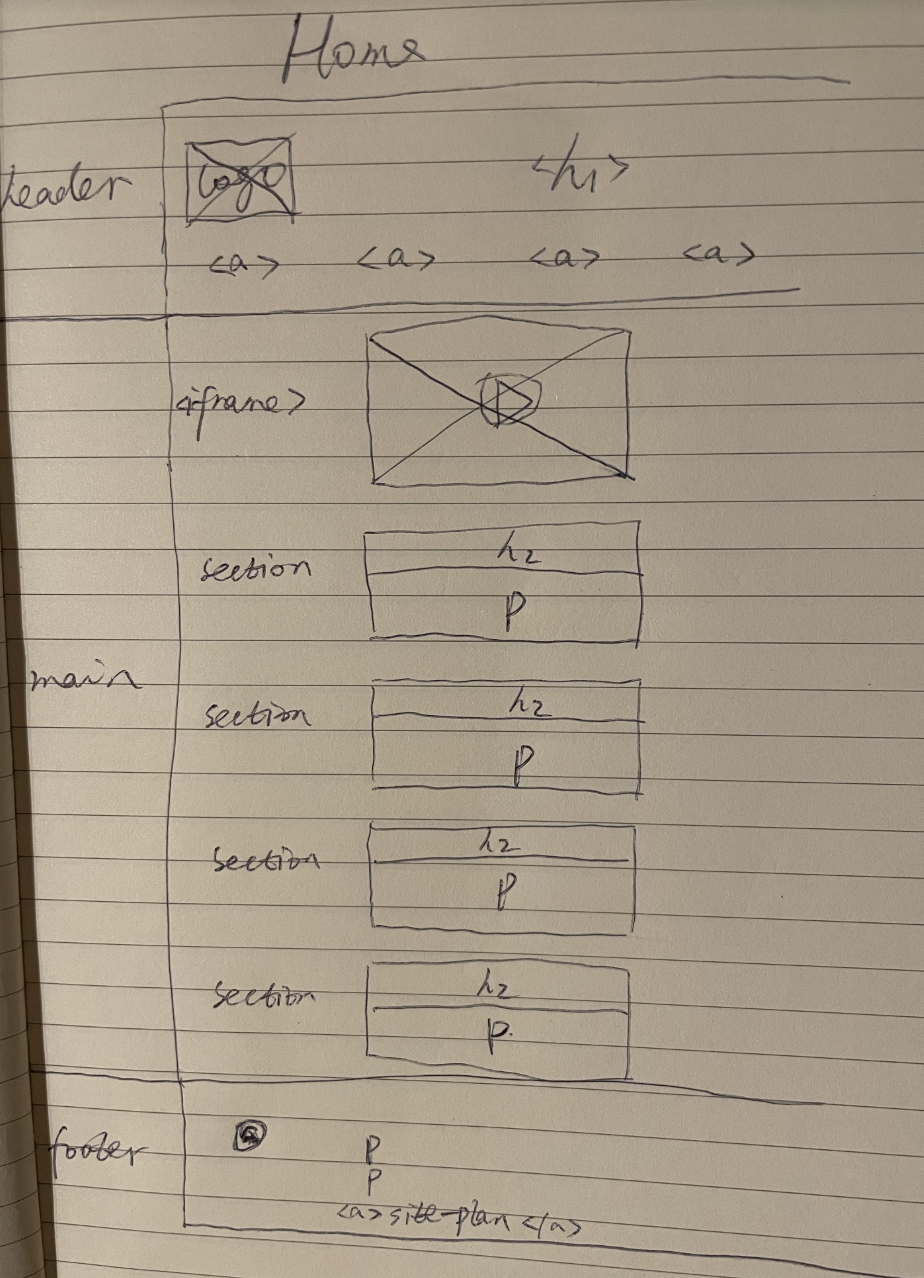 Home
header
Logo
</h1>
<a> <a> <a> <a>
<iframe>
section
h2
p
main
section
h2
p
section
h2
p
section
h2
p
footer
p
p
<a> site-plan </a>